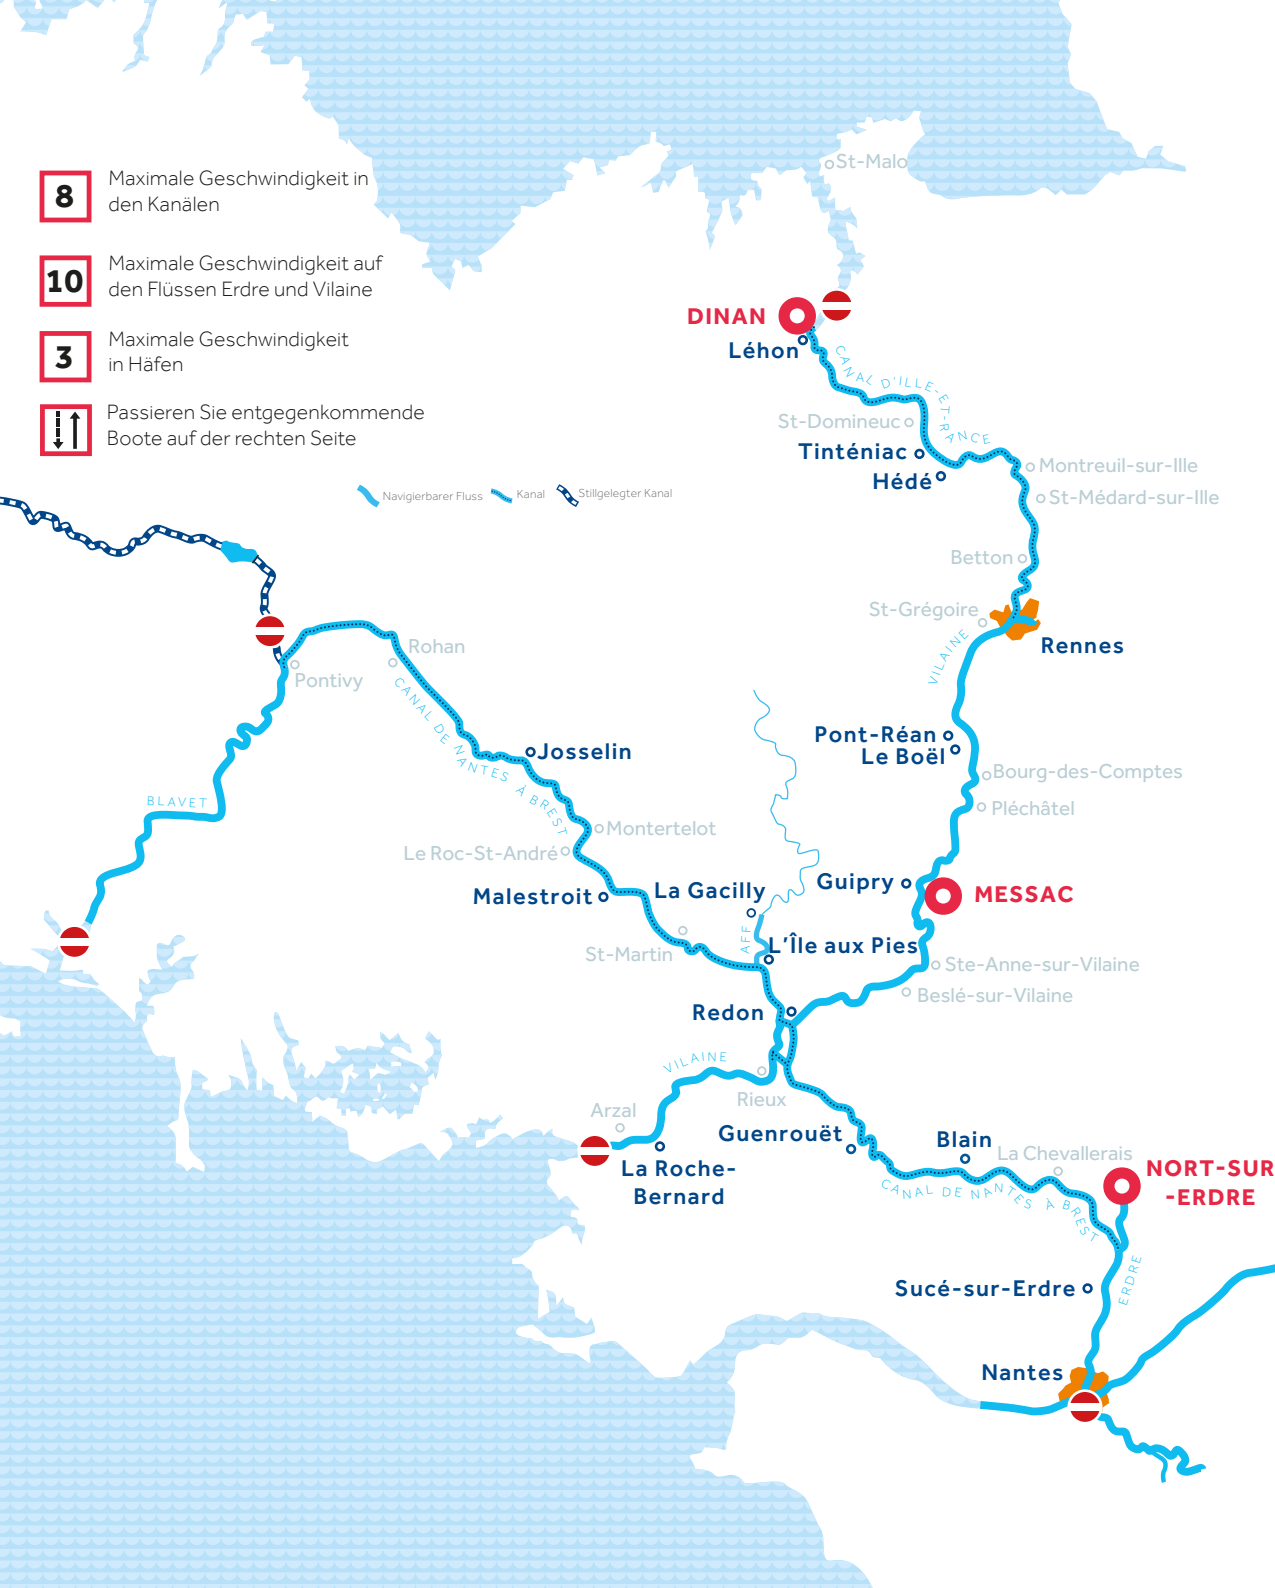 St-Malo
8
Maximale Geschwindigkeit in
den Kanälen
10
Maximale Geschwindigkeit auf
den Flüssen Erdre und Vilaine
3
Maximale Geschwindigkeit
in Häfen
Passieren Sie entgegenkommende
Boote auf der rechten Seite
Navigierbarer Fluss
Kanal
Stillgelegter Kanal
DINAN
Léhon
CANAL D'ILLE-ET-RANCE
St-Domineuc
Tinténiac
Hédé
Montreuil-sur-Ille
St-Médard-sur-Ille
Betton
St-Grégoire
Rennes
VILAINE
Rohan
Pontivy
CANAL DE NANTES À BREST
Josselin
Pont-Réan
Le Boël
Bourg-des-Comptes
Pléchâtel
BLAVET
Montertelot
Le Roc-St-André
Malestroit
La Gacilly
Guipry
MESSAC
AFF
L'Île aux Pies
St-Martin
Ste-Anne-sur-Vilaine
Beslé-sur-Vilaine
Redon
VILAINE
Rieux
Arzal
Guenrouët
La Roche-
Bernard
Blain
La Chevallerais
NORT-SUR
-ERDRE
CANAL DE NANTES À BREST
ERDRE
Sucé-sur-Erdre
Nantes